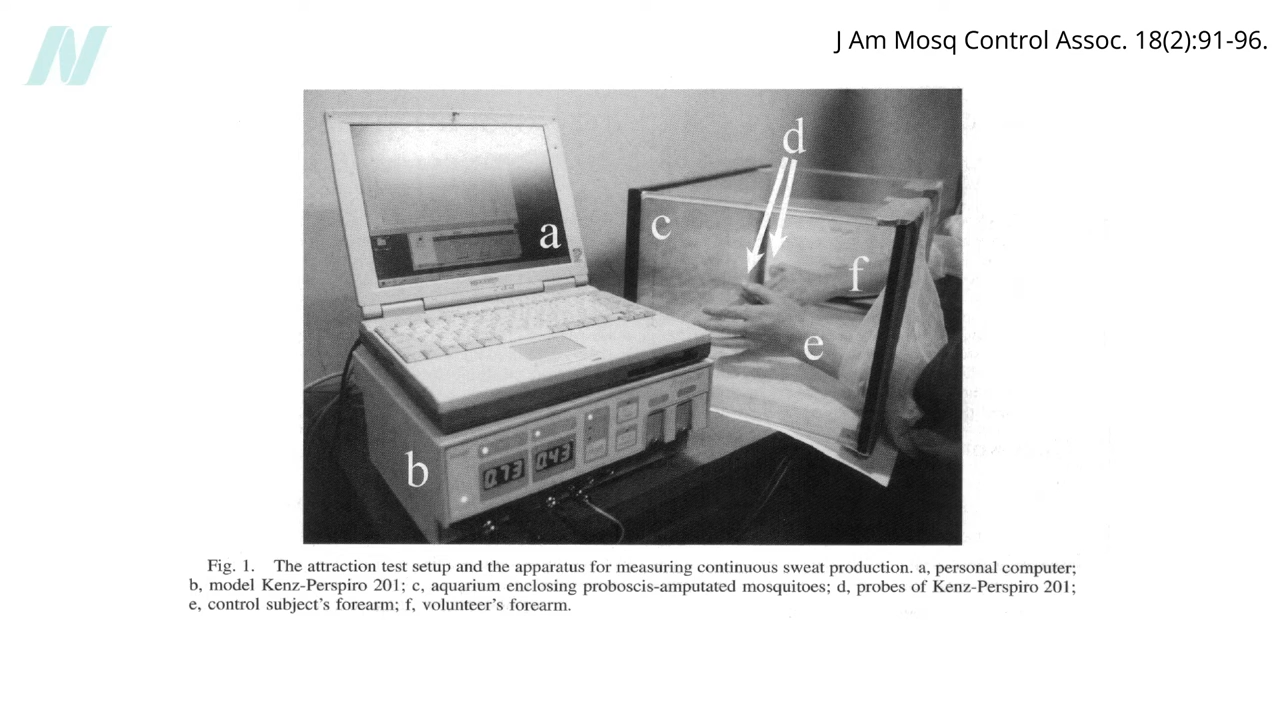 J Am Mosq Control Assoc. 18(2):91-96.
d
c
a
f
e
b
0.73 0.43
Fig. 1. The attraction test setup and the apparatus for measuring continuous sweat production. a, personal computer;
b, model Kenz-Perspiro 201; c, aquarium enclosing proboscis-amputated mosquitoes; d, probes of Kenz-Perspiro 201;
e, control subject's forearm; f, volunteer's forearm.